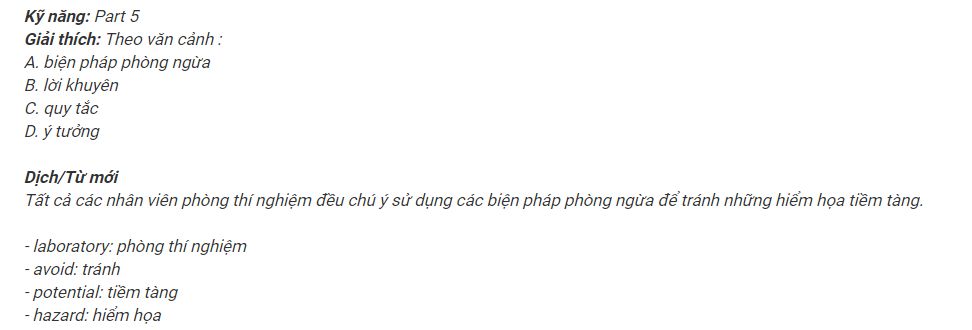 Kỹ năng: Part 5
Giải thích: Theo văn cảnh :
A. biện pháp phòng ngừa
B. lời khuyên
C. quy tắc
D. ý tưởng
Dịch/Từ mới
Tất cả các nhân viên phòng thí nghiệm đều chú ý sử dụng các biện pháp phòng ngừa để tránh những hiểm họa tiềm tàng.
- laboratory: phòng thí nghiệm
- avoid: tránh
- potential: tiềm tàng
- hazard: hiểm họa